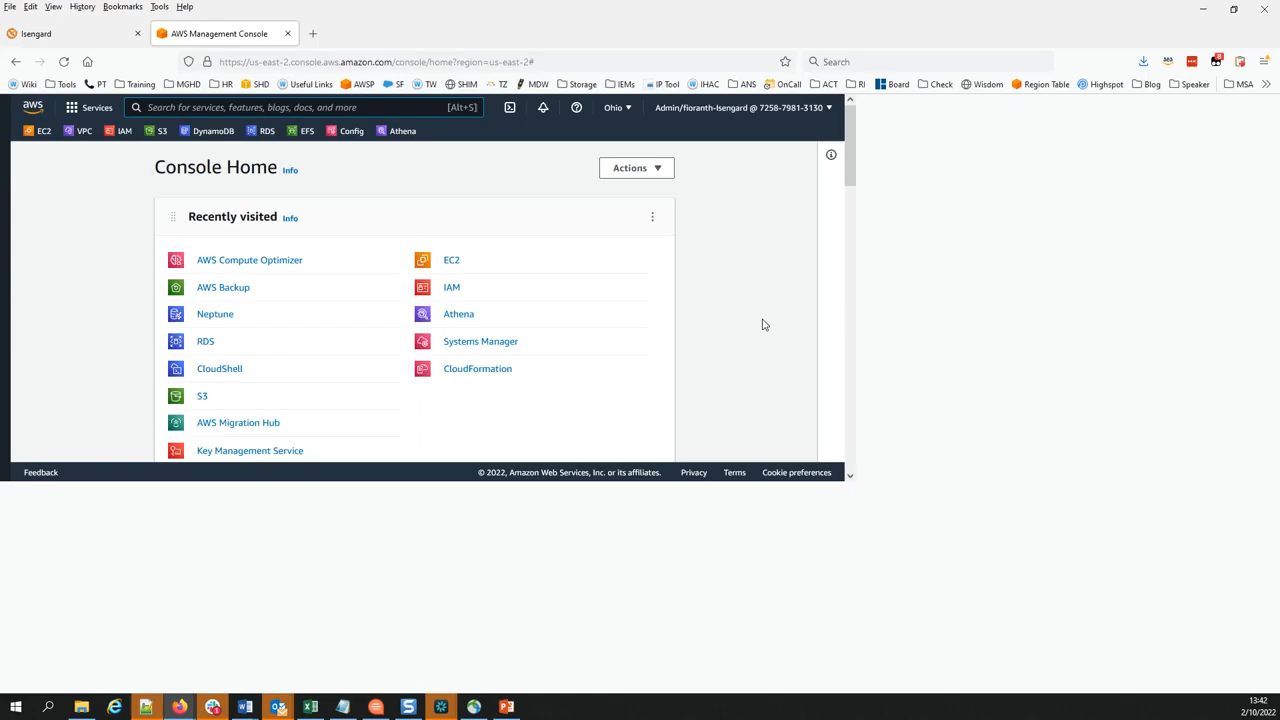 File Edit View History Bookmarks Tools Help
Isengard
AWS Management Console
https://us-east-2.console.aws.amazon.com/console/home?region=us-east-2#
Search
Wiki Tools PT Training MGHD HR SHD Useful Links AWSP SF TW SHIM TZ MDW Storage IEMs IP Tool IHAC ANS OnCall ACT RI Board Check Wisdom Region Table Highspot Blog Speaker MSA
aws Services Search for services, features, blogs, docs, and more [Alt+S] Ohio Admin/fioranth-Isengard @ 7258-7981-3130
EC2 VPC IAM S3 DynamoDB RDS EFS Config Athena
Console Home Info
Actions
Recently visited Info
AWS Compute Optimizer
AWS Backup
Neptune
RDS
CloudShell
S3
AWS Migration Hub
Key Management Service
EC2
IAM
Athena
Systems Manager
CloudFormation
Feedback
© 2022, Amazon Web Services, Inc. or its affiliates. Privacy Terms Cookie preferences
13:42
2/10/2022